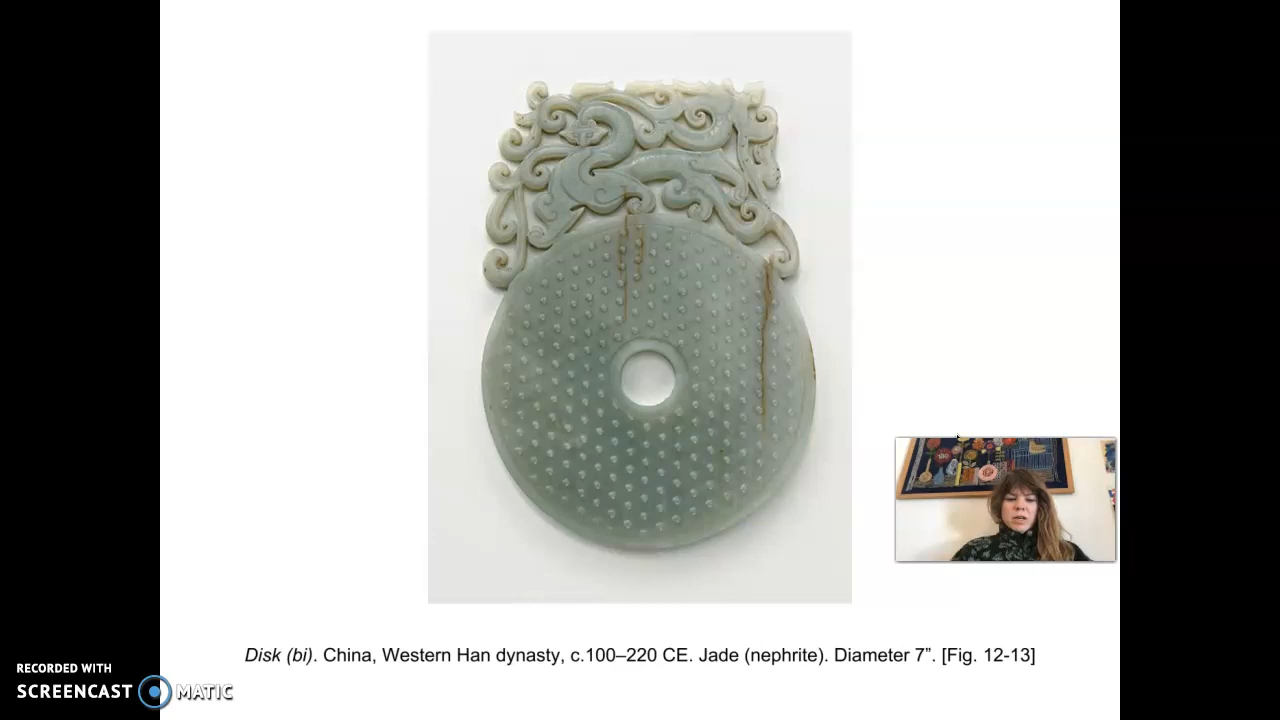 Disk (bi). China, Western Han dynasty, c.100–220 CE. Jade (nephrite). Diameter 7”. [Fig. 12-13]
RECORDED WITH
SCREENCAST MATIC